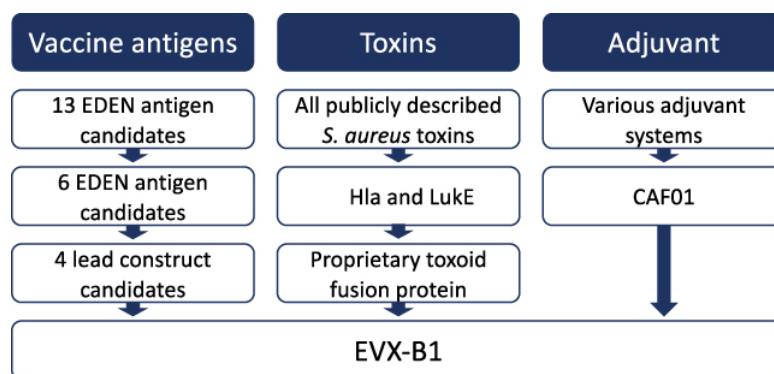 Vaccine antigens
13 EDEN antigen
candidates
6 EDEN antigen
candidates
4 lead construct
candidates
Toxins
All publicly described
S. aureus toxins
Hla and LukE
Proprietary toxoid
fusion protein
Adjuvant
Various adjuvant
systems
CAF01
EVX-B1